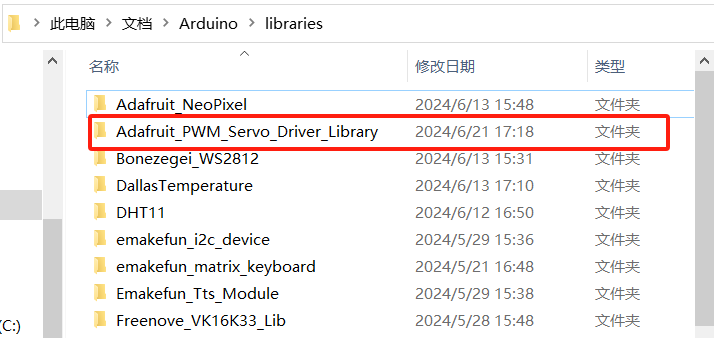 此电脑 > 文档 > Arduino > libraries
名称 修改日期 类型
Adafruit_NeoPixel 2024/6/13 15:48 文件夹
Adafruit_PWM_Servo_Driver_Library 2024/6/21 17:18 文件夹
Bonezegei_WS2812 2024/6/13 15:31 文件夹
DallasTemperature 2024/6/13 17:10 文件夹
DHT11 2024/6/12 16:50 文件夹
emakefun_i2c_device 2024/5/29 15:36 文件夹
emakefun_matrix_keyboard 2024/5/21 16:48 文件夹
Emakefun_Tts_Module 2024/5/29 15:38 文件夹
(C:) Freenove_VK16K33_Lib 2024/5/28 15:48 文件夹